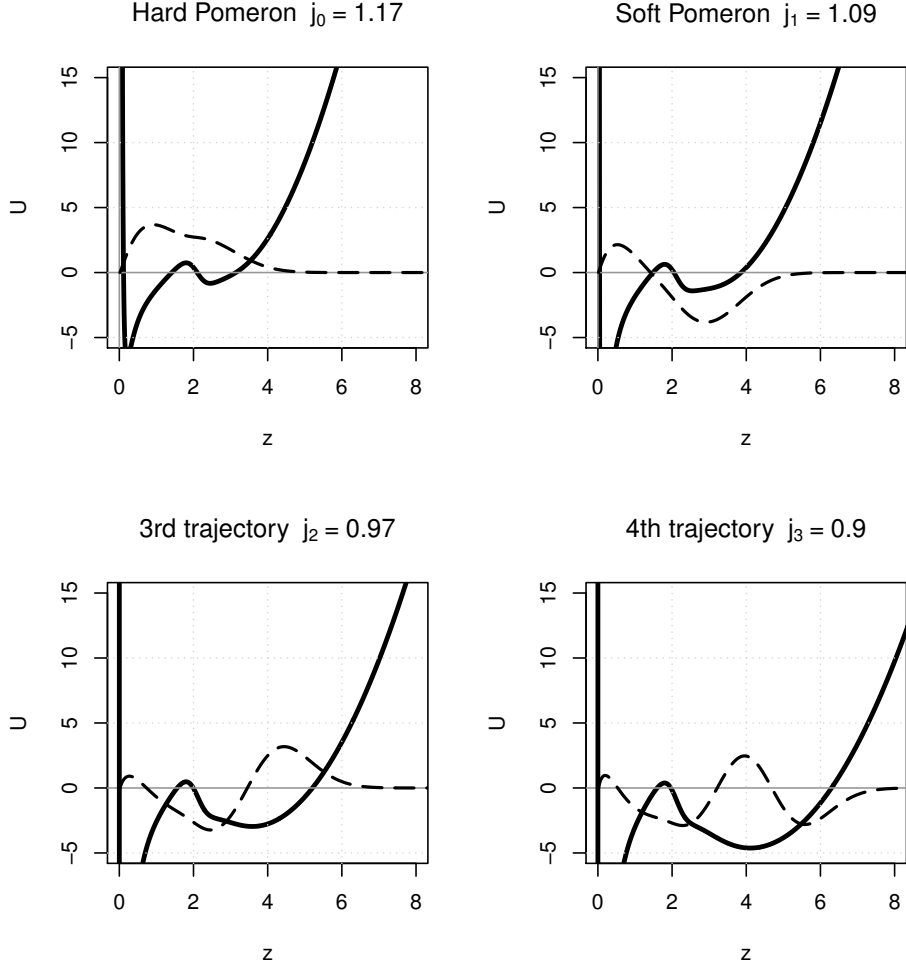 Hard Pomeron j₀ = 1.17
U
15
10
5
0
−5
0 2 4 6 8
z
Soft Pomeron j₁ = 1.09
U
15
10
5
0
−5
0 2 4 6 8
z
3rd trajectory j₂ = 0.97
U
15
10
5
0
−5
0 2 4 6 8
z
4th trajectory j₃ = 0.9
U
15
10
5
0
−5
0 2 4 6 8
z